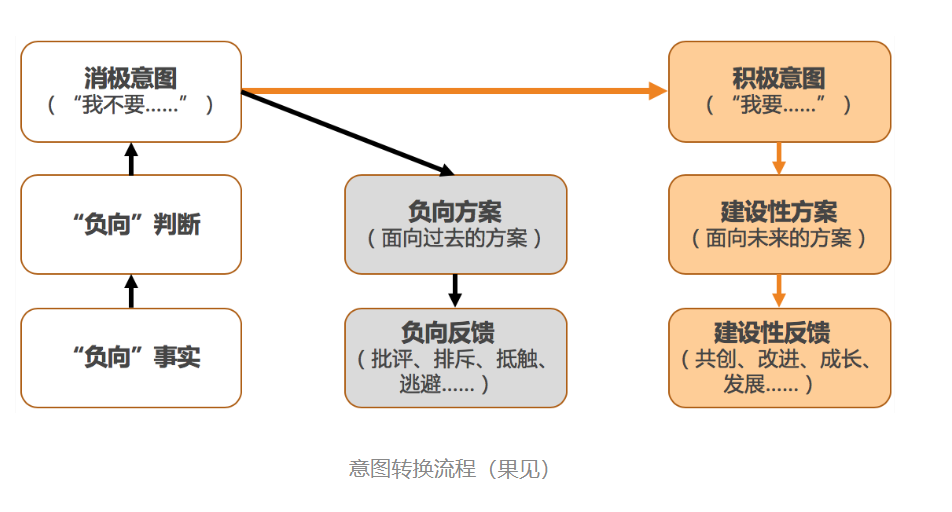 消极意图
（ “我不要……” ）
积极意图
（ “我要……” ）
“负向” 判断
负向方案
（ 面向过去的方案 ）
建设性方案
（ 面向未来的方案 ）
“负向” 事实
负向反馈
（ 批评、排斥、抵触、
逃避…… ）
建设性反馈
（ 共创、改进、成长、
发展…… ）
意图转换流程（果见）